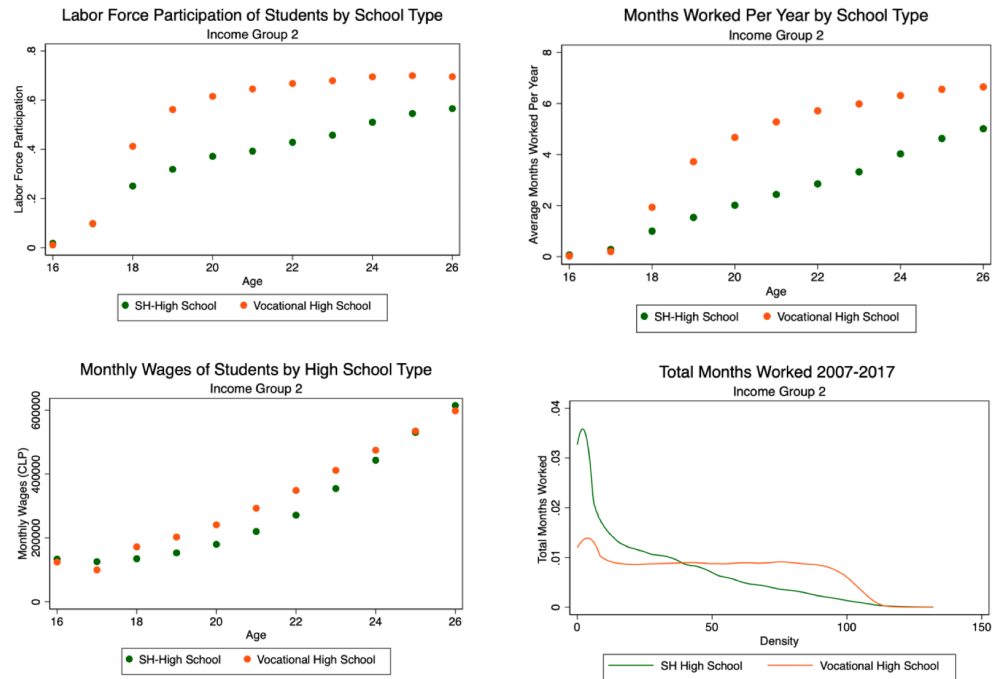 Labor Force Participation of Students by School Type
Income Group 2
Labor Force Participation
.8
.6
.4
.2
0
16 18 20 22 24 26
Age
SH-High School Vocational High School
Months Worked Per Year by School Type
Income Group 2
Average Months Worked Per Year
8
6
4
2
0
16 18 20 22 24 26
Age
SH-High School Vocational High School
Monthly Wages of Students by High School Type
Income Group 2
Monthly Wages (CLP)
600000
400000
200000
0
16 18 20 22 24 26
Age
SH-High School Vocational High School
Total Months Worked 2007-2017
Income Group 2
Total Months Worked
.04
.03
.02
.01
0
0 50 100 150
Density
SH High School Vocational High School